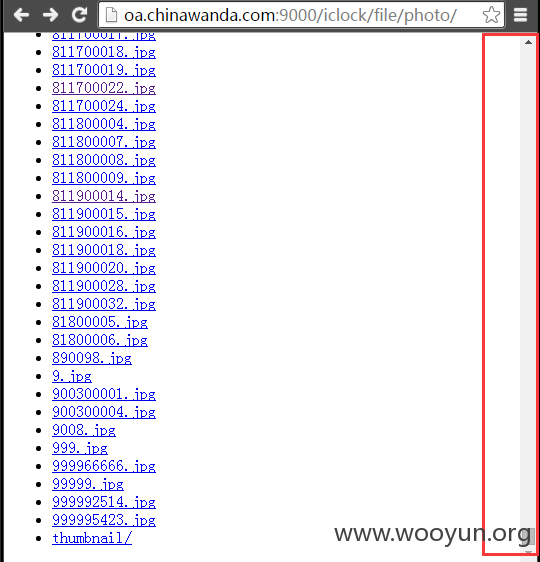 oa.chinawanda.com:9000/iclock/file/photo/
811700017.jpg
811700018.jpg
811700019.jpg
811700022.jpg
811700024.jpg
811800004.jpg
811800007.jpg
811800008.jpg
811800009.jpg
811900014.jpg
811900015.jpg
811900016.jpg
811900018.jpg
811900020.jpg
811900028.jpg
811900032.jpg
81800005.jpg
81800006.jpg
890098.jpg
9.jpg
900300001.jpg
900300004.jpg
9008.jpg
999.jpg
999966666.jpg
99999.jpg
999992514.jpg
999995423.jpg
thumbnail/
www.wooyun.org